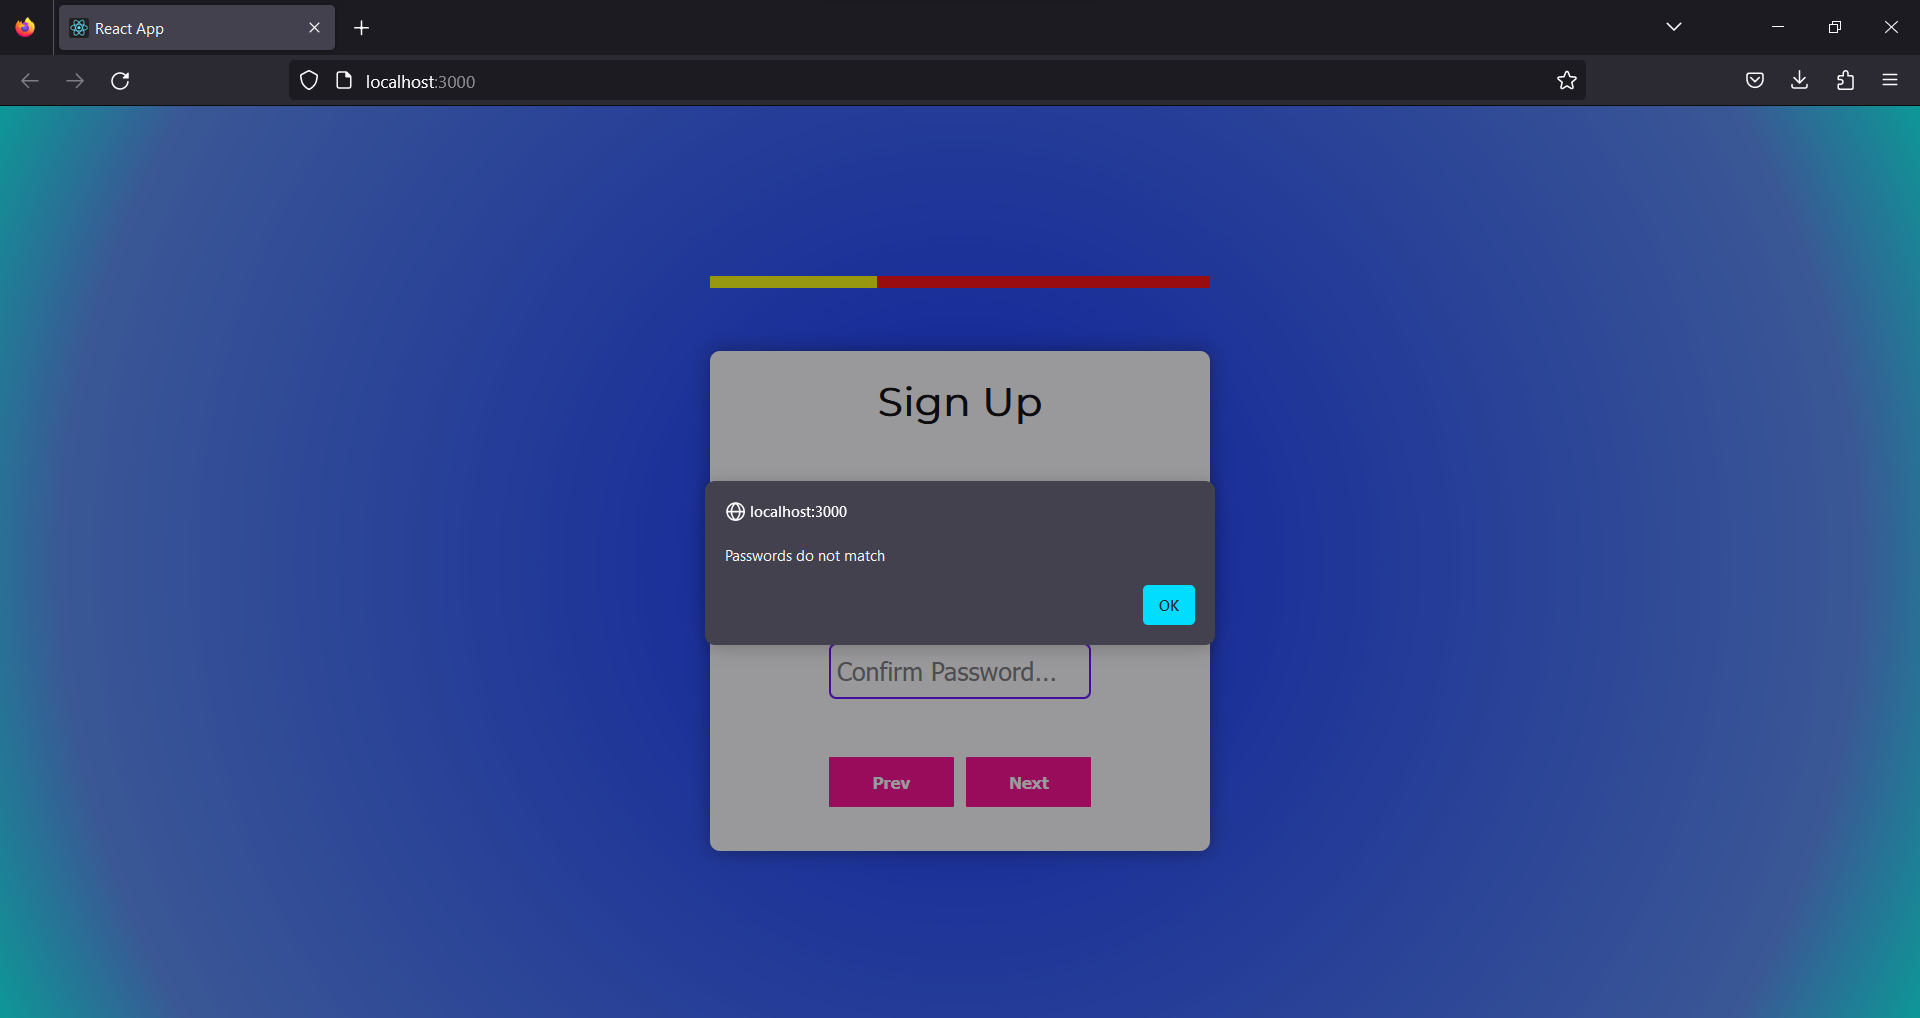 React App
localhost:3000
Sign Up
localhost:3000
Passwords do not match
OK
Confirm Password...
Prev Next